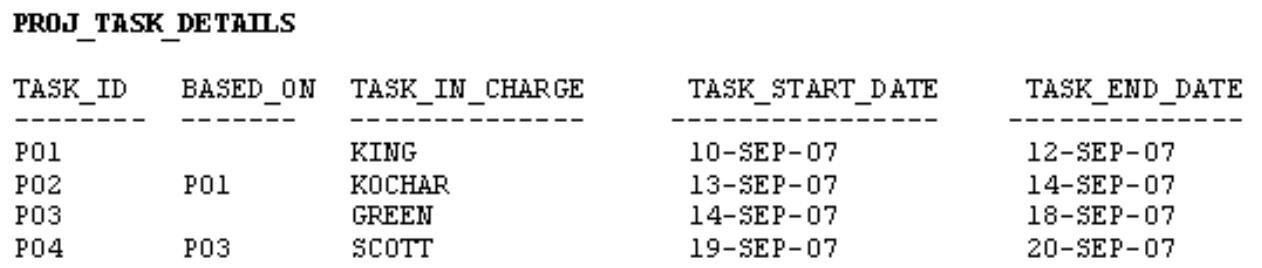 PROJ_TASK_DETAILS
TASK_ID BASED_ON TASK_IN_CHARGE TASK_START_DATE TASK_END_DATE
-------- ------- -------------- ---------------- --------------
P01 KING 10-SEP-07 12-SEP-07
P02 P01 KOCHAR 13-SEP-07 14-SEP-07
P03 GREEN 14-SEP-07 18-SEP-07
P04 P03 SCOTT 19-SEP-07 20-SEP-07